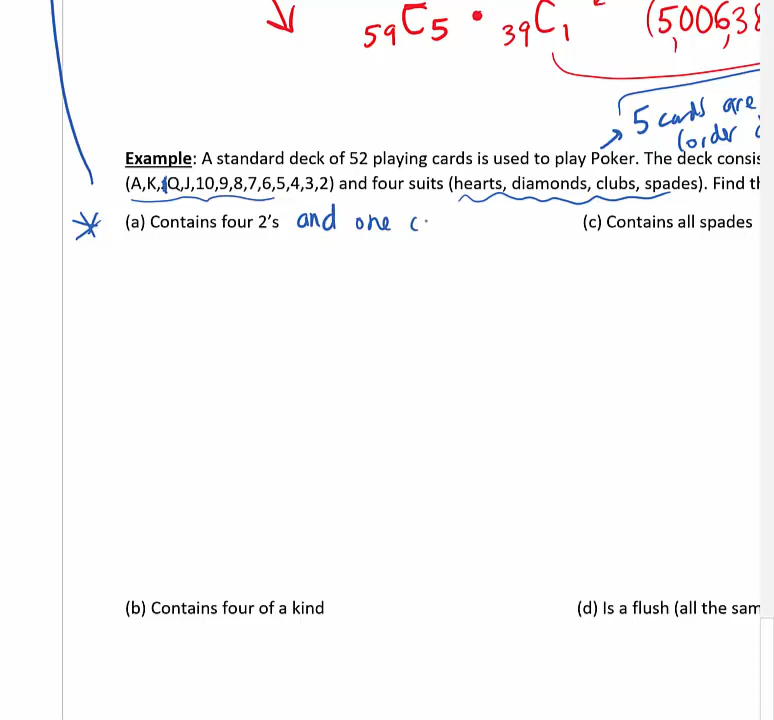 59C5 · 39C1 (5006,38
5 cards are
(order
Example: A standard deck of 52 playing cards is used to play Poker. The deck consis
(A,K,Q,J,10,9,8,7,6,5,4,3,2) and four suits (hearts, diamonds, clubs, spades). Find th
(a) Contains four 2's and one c
(c) Contains all spades
(b) Contains four of a kind
(d) Is a flush (all the sam